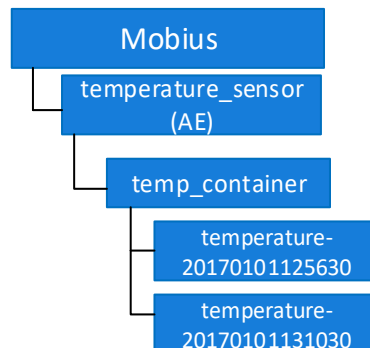 Mobius
temperature_sensor
(AE)
temp_container
temperature-
20170101125630
temperature-
20170101131030